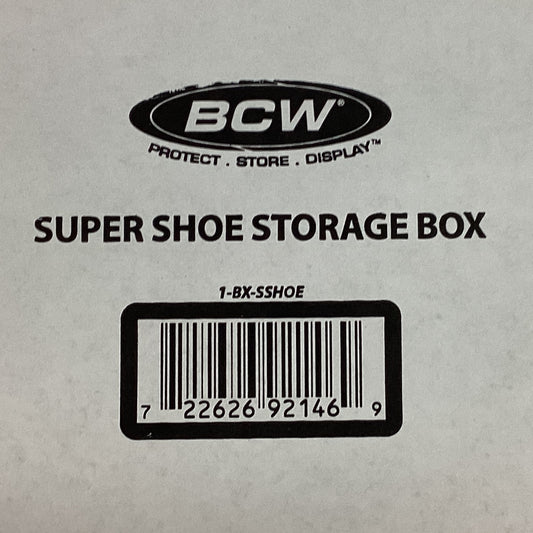 BCW®
PROTECT . STORE . DISPLAY™
SUPER SHOE STORAGE BOX
1-BX-SSHOE
7 22626 92146 9